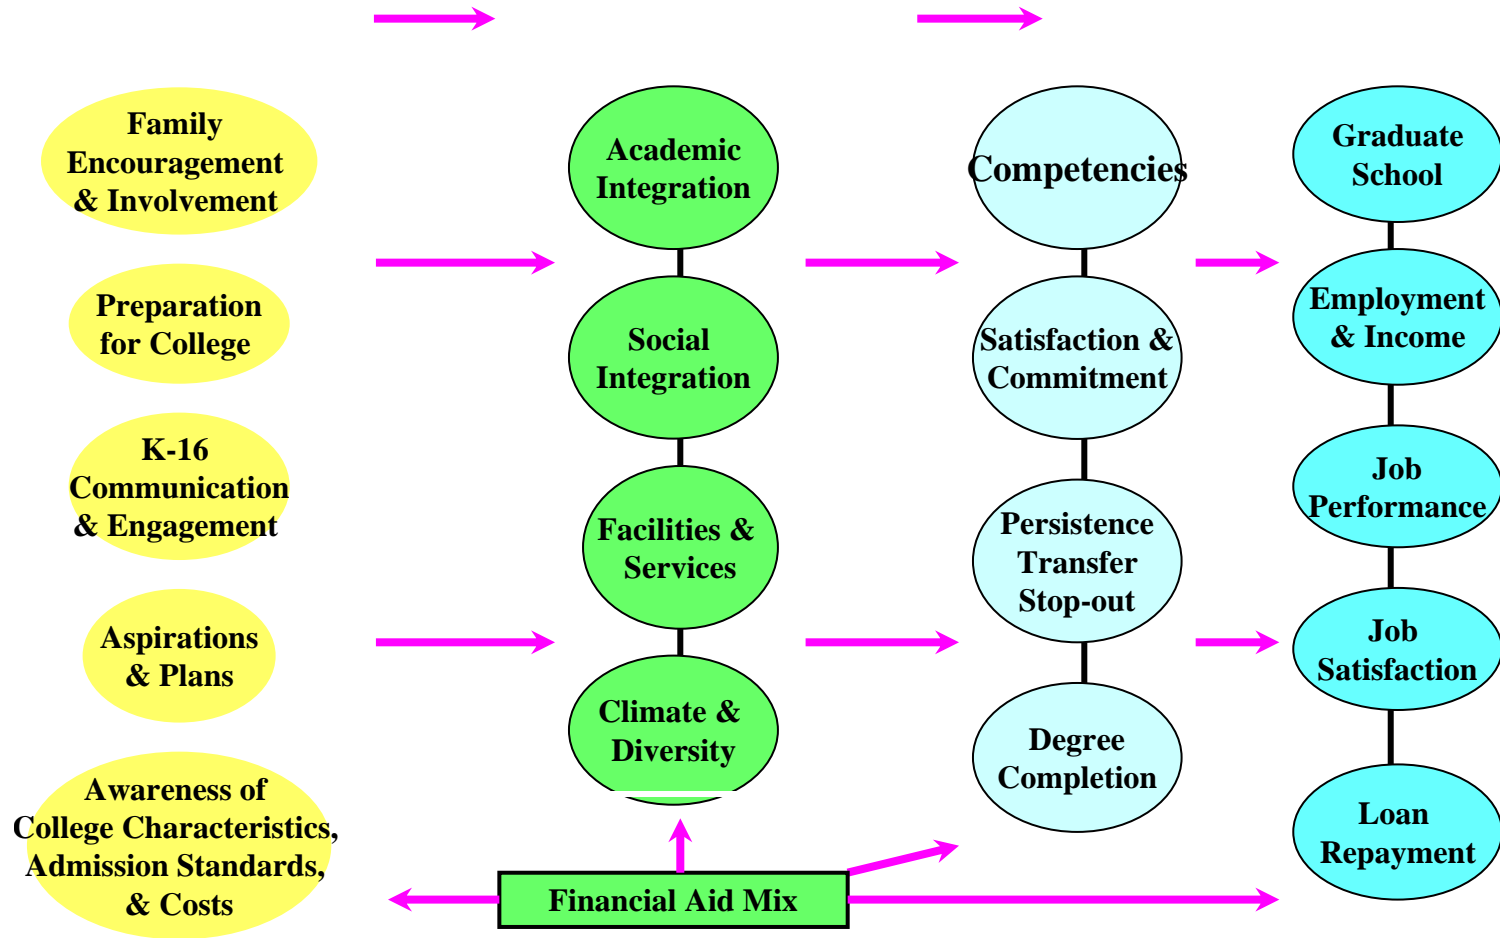 Family
Encouragement
& Involvement
Preparation
for College
K-16
Communication
& Engagement
Aspirations
& Plans
Awareness of
College Characteristics,
Admission Standards,
& Costs
Academic
Integration
Social
Integration
Facilities &
Services
Climate &
Diversity
Financial Aid Mix
Competencies
Satisfaction &
Commitment
Persistence
Transfer
Stop-out
Degree
Completion
Graduate
School
Employment
& Income
Job
Performance
Job
Satisfaction
Loan
Repayment